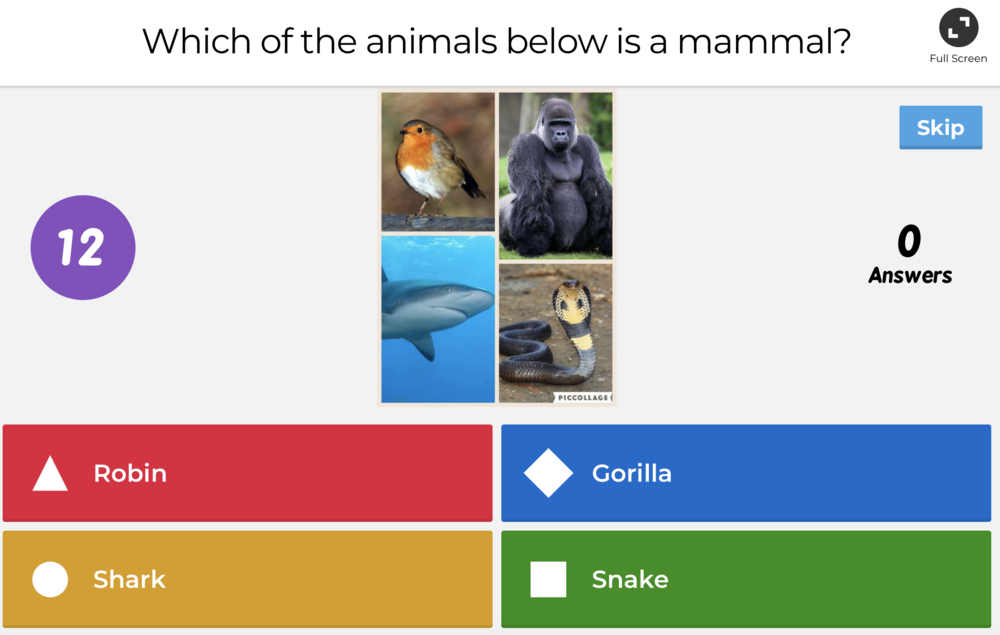 Which of the animals below is a mammal?
Full Screen
Skip
12
0
Answers
PICCOLLAGE
Robin
Gorilla
Shark
Snake